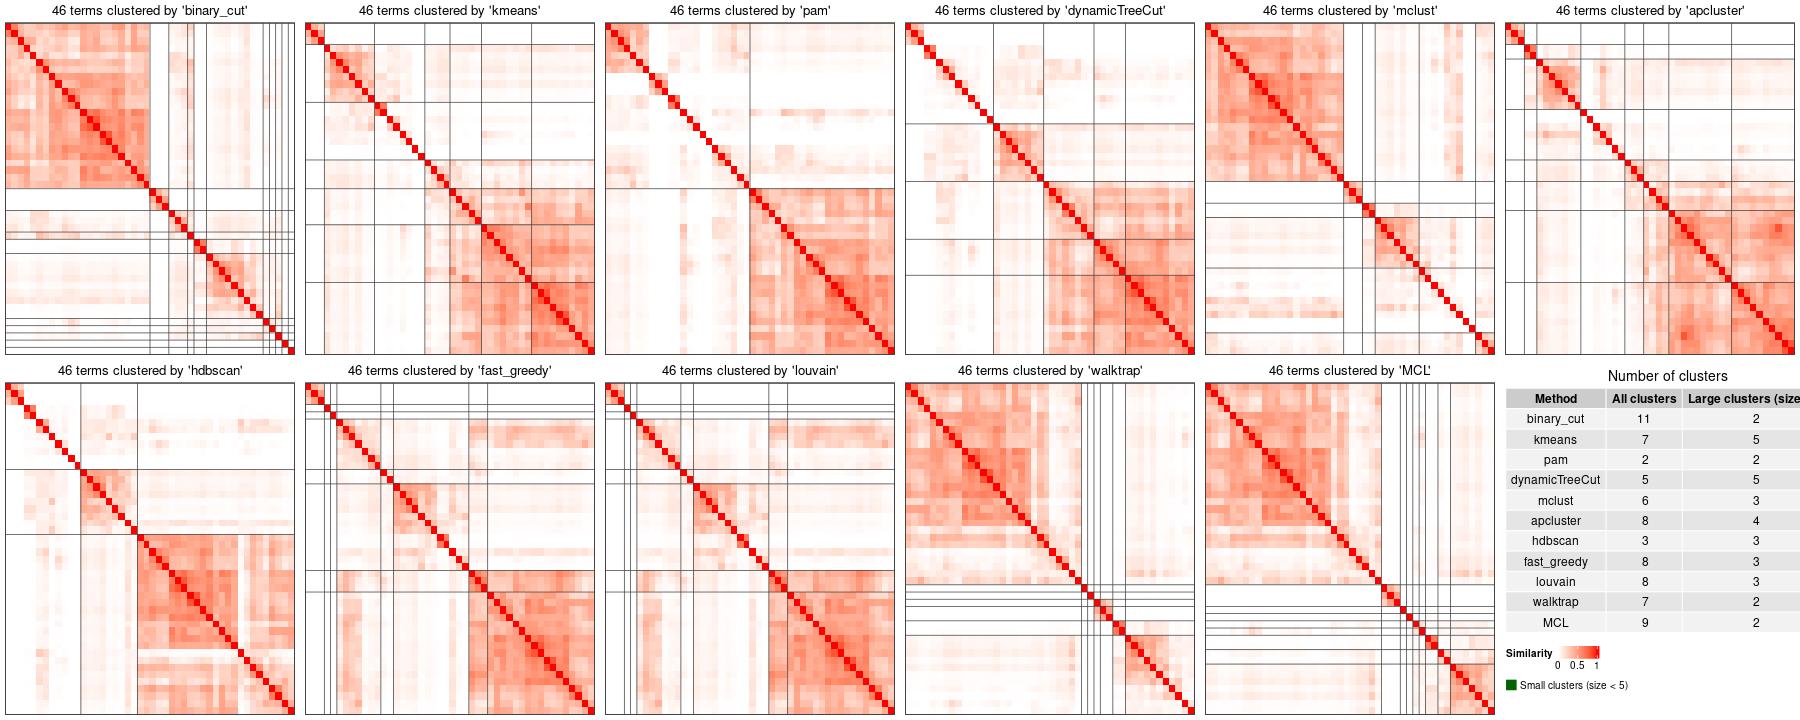 46 terms clustered by 'binary_cut'
46 terms clustered by 'kmeans'
46 terms clustered by 'pam'
46 terms clustered by 'dynamicTreeCut'
46 terms clustered by 'mclust'
46 terms clustered by 'apcluster'
46 terms clustered by 'hdbscan'
46 terms clustered by 'fast_greedy'
46 terms clustered by 'louvain'
46 terms clustered by 'walktrap'
46 terms clustered by 'MCL'
Number of clusters
Method All clusters Large clusters (size
binary_cut 11 2
kmeans 7 5
pam 2 2
dynamicTreeCut 5 5
mclust 6 3
apcluster 8 4
hdbscan 3 3
fast_greedy 8 3
louvain 8 3
walktrap 7 2
MCL 9 2
Similarity
0 0.5 1
Small clusters (size < 5)